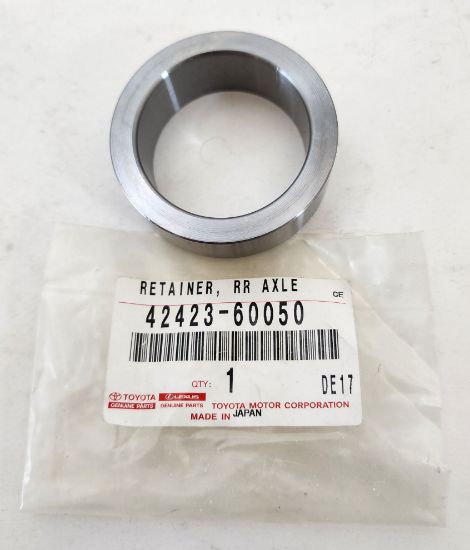 RETAINER, RR AXLE
CE
42423-60050
QTY: 1
DE17
TOYOTA LEXUS
GENUINE PARTS GENUINE PARTS TOYOTA MOTOR CORPORATION
MADE IN JAPAN